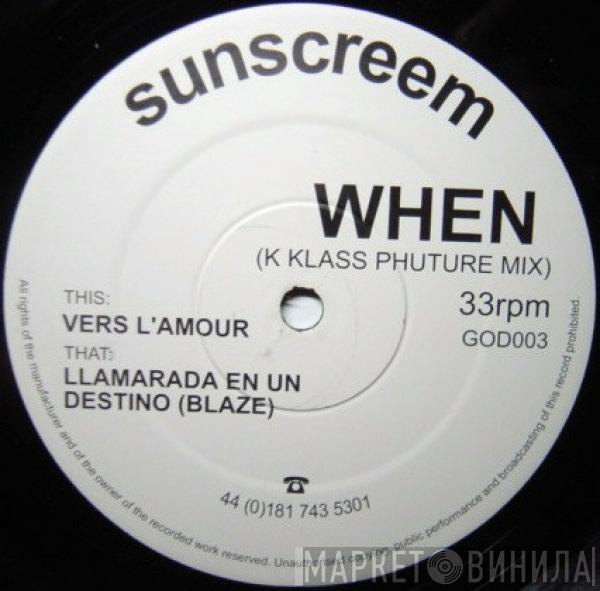 sunscreem
WHEN
(K KLASS PHUTURE MIX)
THIS:
VERS L'AMOUR
THAT:
LLAMARADA EN UN
DESTINO (BLAZE)
33rpm
GOD003
44 (0)181 743 5301
All rights of the manufacturer and of the owner of the recorded work reserved. Unauthorised copying, public performance and broadcasting of this record prohibited.
МАРКЕТ ВИНИЛА